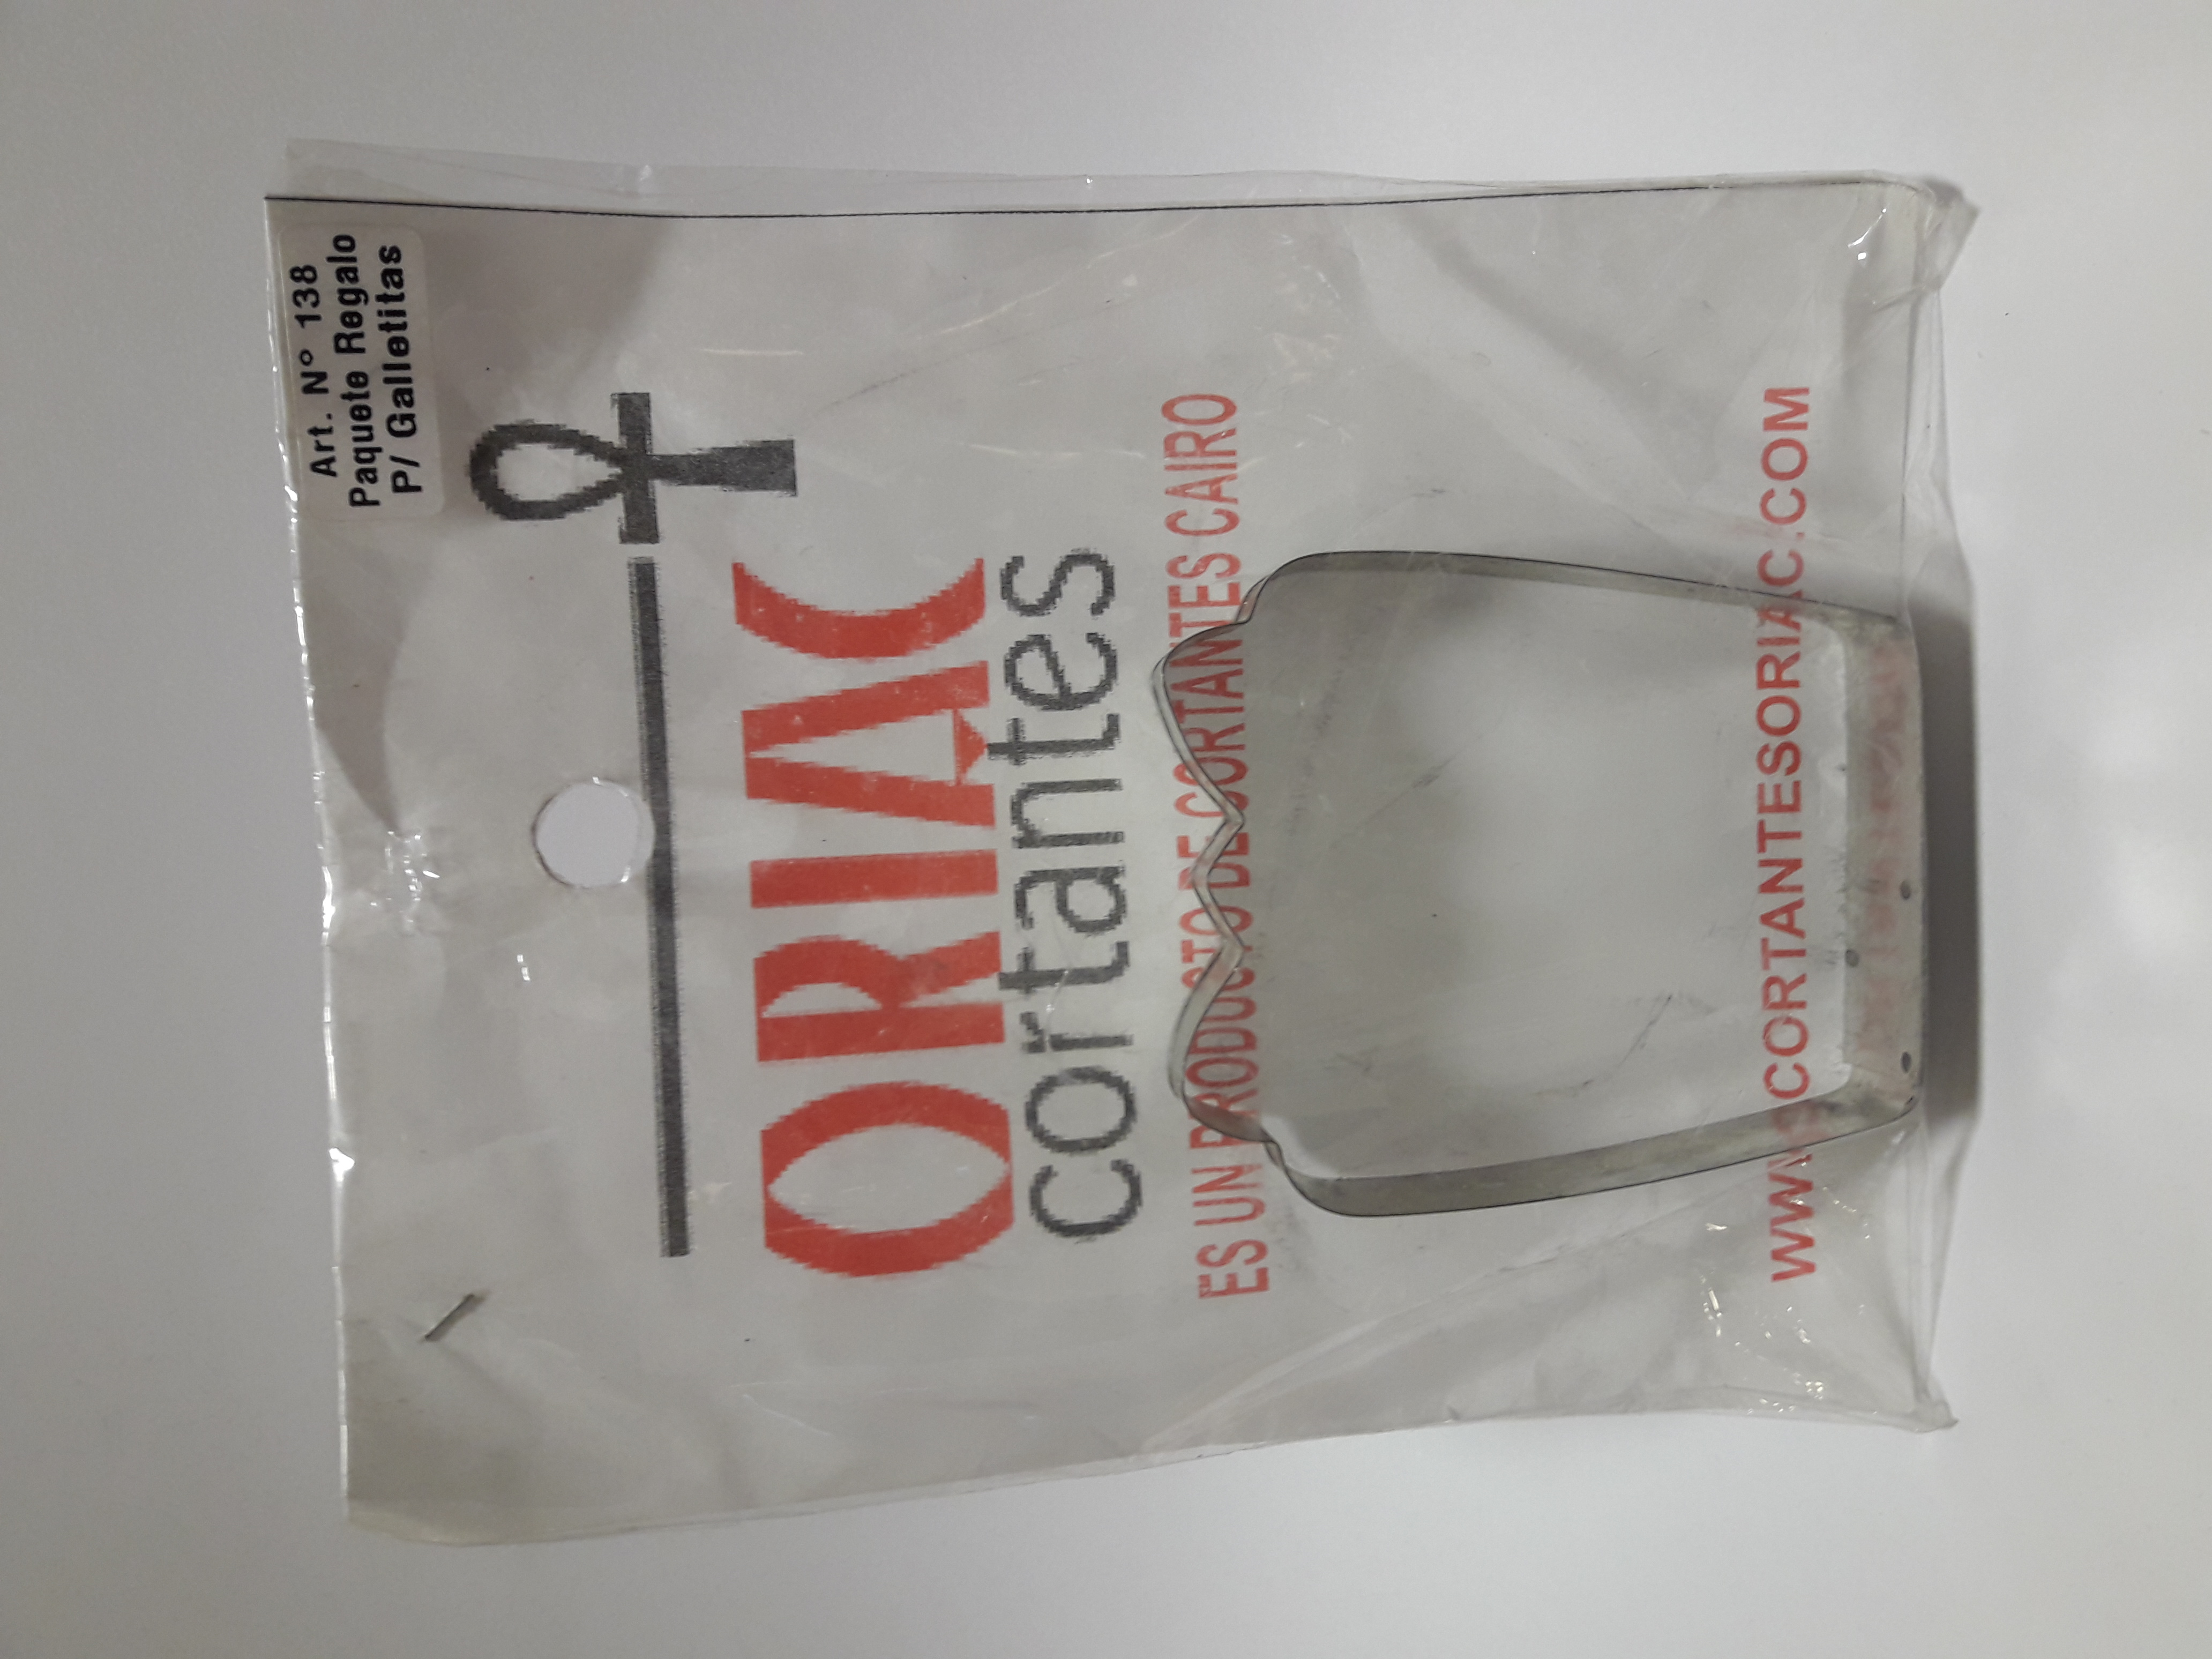 Art. N° 138
Paquete Regalo
P/ Galletitas
ORIAC
cortantes
ES UN PRODUCTO DE CORTANTES CAIRO
WWW.CORTANTESORIAC.COM